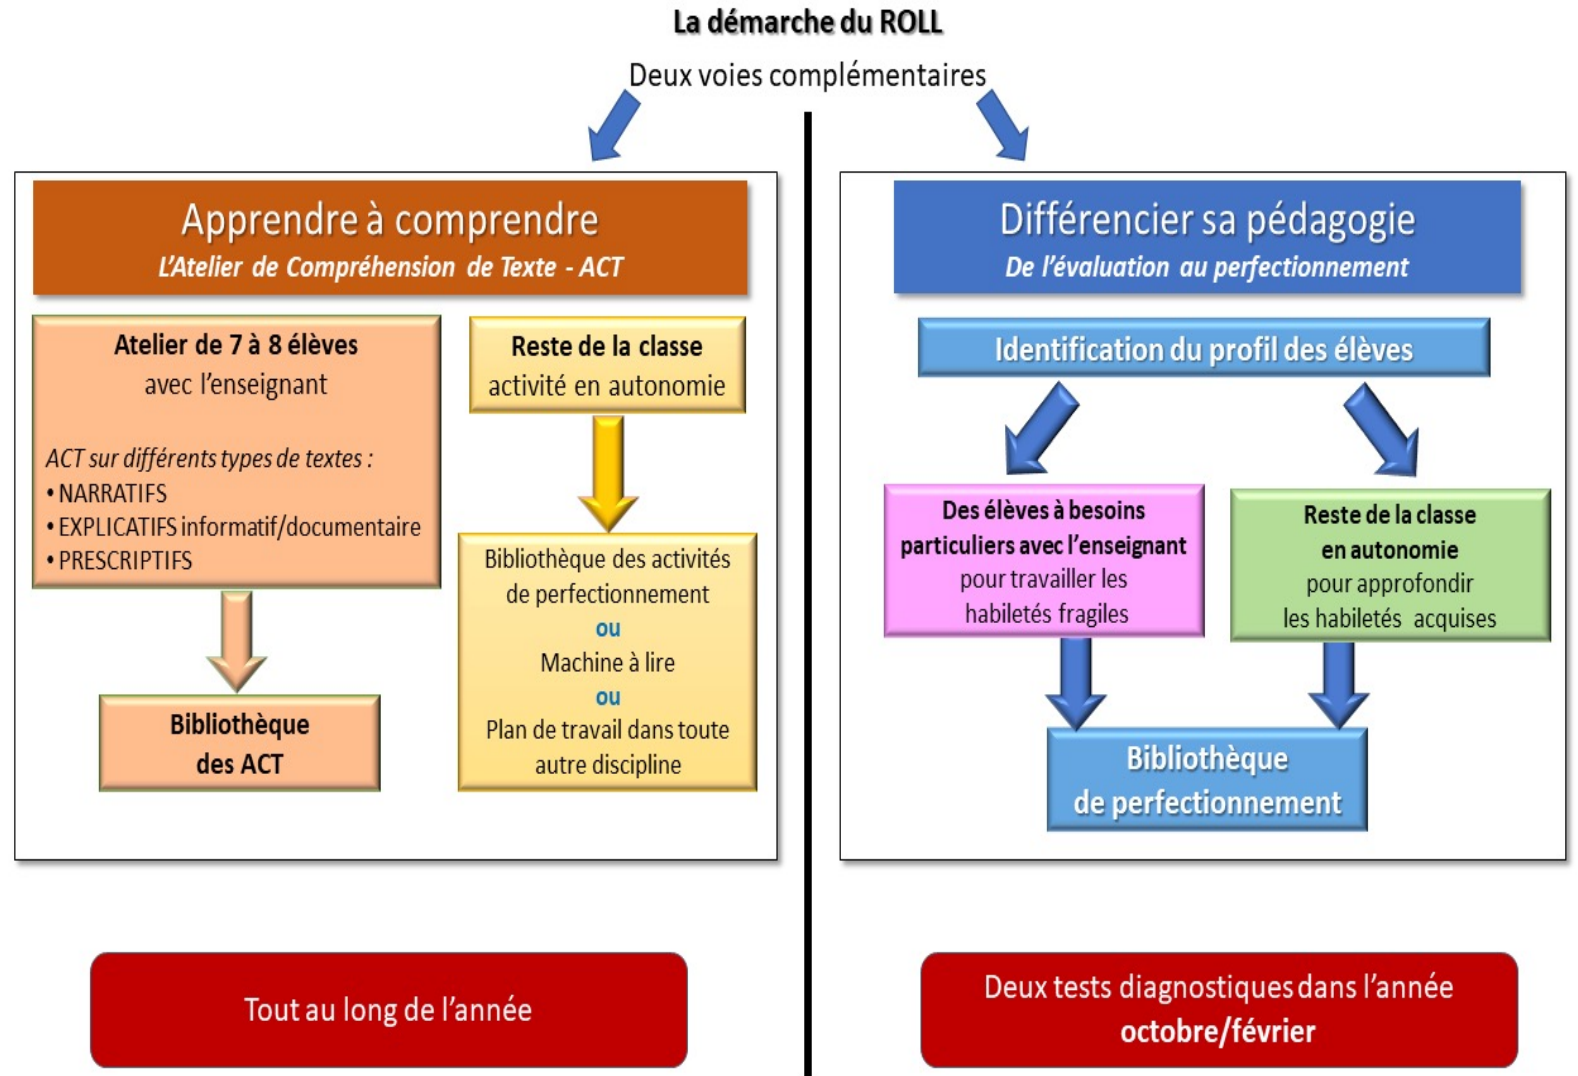 La démarche du ROLL
Deux voies complémentaires
Apprendre à comprendre
L'Atelier de Compréhension de Texte - ACT
Atelier de 7 à 8 élèves
avec l'enseignant
ACT sur différents types de textes :
• NARRATIFS
• EXPLICATIFS informatif/documentaire
• PRESCRIPTIFS
Bibliothèque
des ACT
Reste de la classe
activité en autonomie
Bibliothèque des activités
de perfectionnement
ou
Machine à lire
ou
Plan de travail dans toute
autre discipline
Tout au long de l'année
Différencier sa pédagogie
De l'évaluation au perfectionnement
Identification du profil des élèves
Des élèves à besoins
particuliers avec l'enseignant
pour travailler les
habiletés fragiles
Reste de la classe
en autonomie
pour approfondir
les habiletés acquises
Bibliothèque
de perfectionnement
Deux tests diagnostiques dans l'année
octobre/février